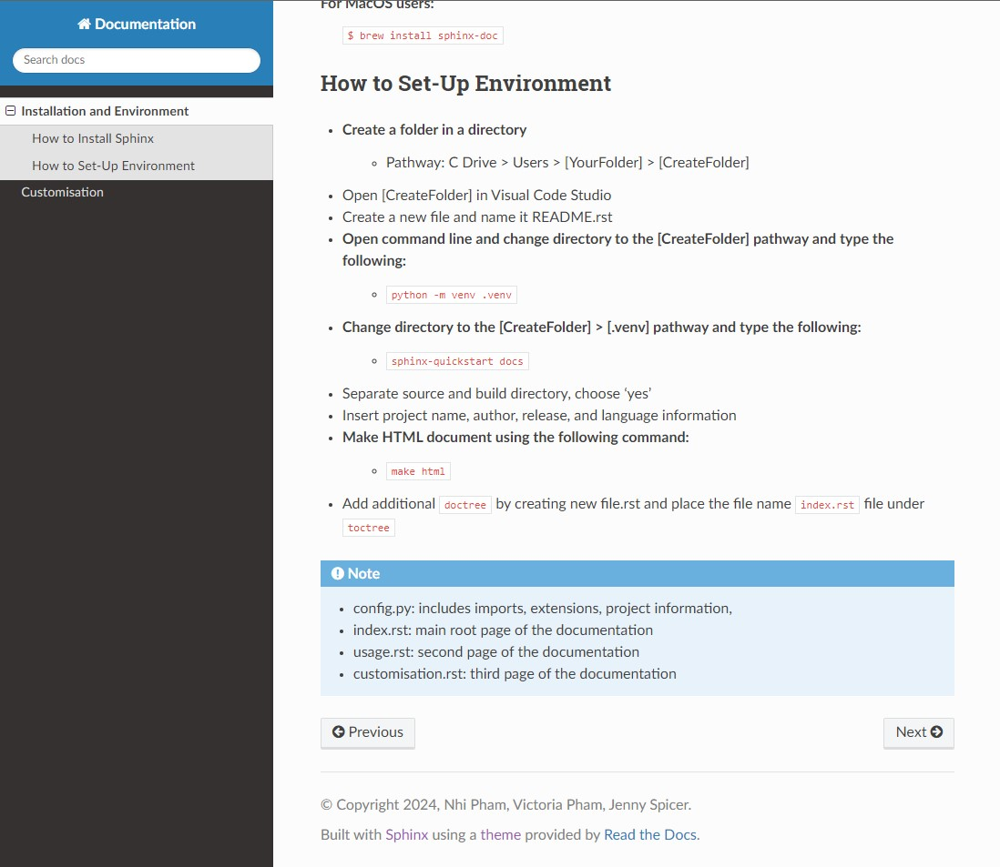 Documentation
Search docs
Installation and Environment
How to Install Sphinx
How to Set-Up Environment
Customisation
For MacOS users:
$ brew install sphinx-doc
How to Set-Up Environment
Create a folder in a directory
Pathway: C Drive > Users > [YourFolder] > [CreateFolder]
Open [CreateFolder] in Visual Code Studio
Create a new file and name it README.rst
Open command line and change directory to the [CreateFolder] pathway and type the
following:
python -m venv .venv
Change directory to the [CreateFolder] > [.venv] pathway and type the following:
sphinx-quickstart docs
Separate source and build directory, choose ‘yes’
Insert project name, author, release, and language information
Make HTML document using the following command:
make html
Add additional doctree by creating new file.rst and place the file name index.rst file under
toctree
Note
config.py: includes imports, extensions, project information,
index.rst: main root page of the documentation
usage.rst: second page of the documentation
customisation.rst: third page of the documentation
Previous
Next
© Copyright 2024, Nhi Pham, Victoria Pham, Jenny Spicer.
Built with Sphinx using a theme provided by Read the Docs.